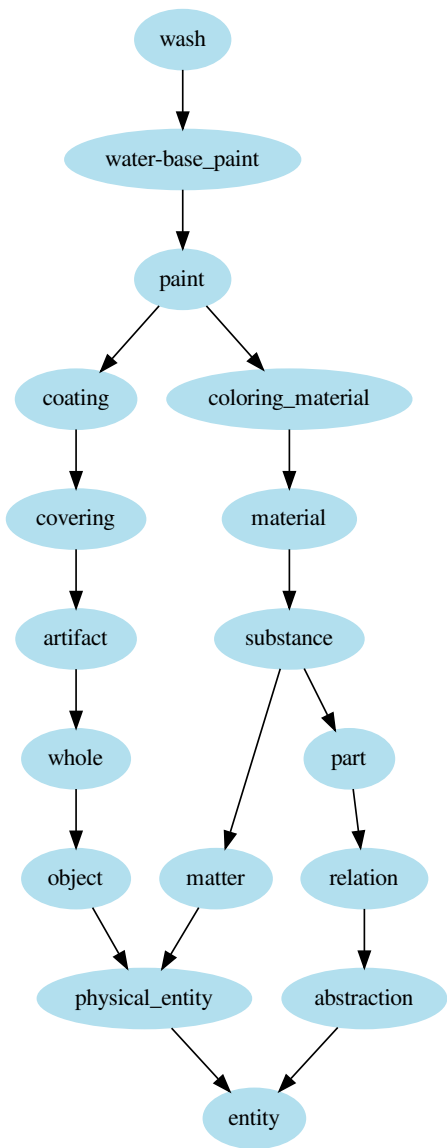 wash
water-base_paint
paint
coating
coloring_material
covering
material
artifact
substance
whole
part
object
matter
relation
physical_entity
abstraction
entity